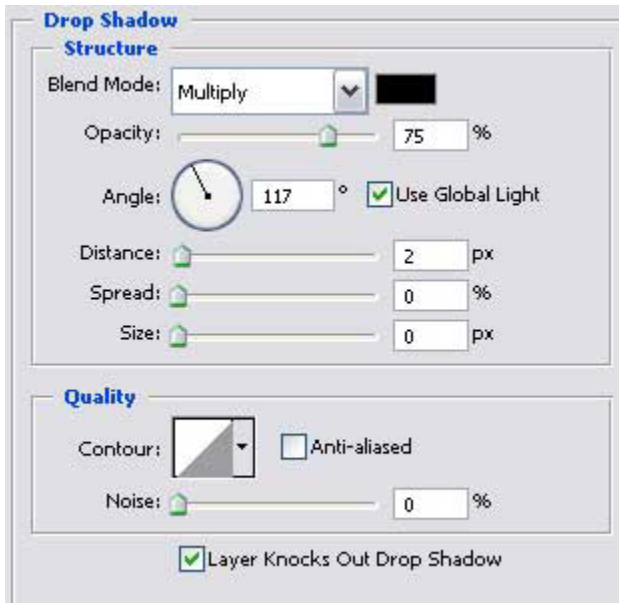 Drop Shadow
Structure
Blend Mode: Multiply
Opacity: 75 %
Angle: 117 ° Use Global Light
Distance: 2 px
Spread: 0 %
Size: 0 px
Quality
Contour: Anti-aliased
Noise: 0 %
Layer Knocks Out Drop Shadow